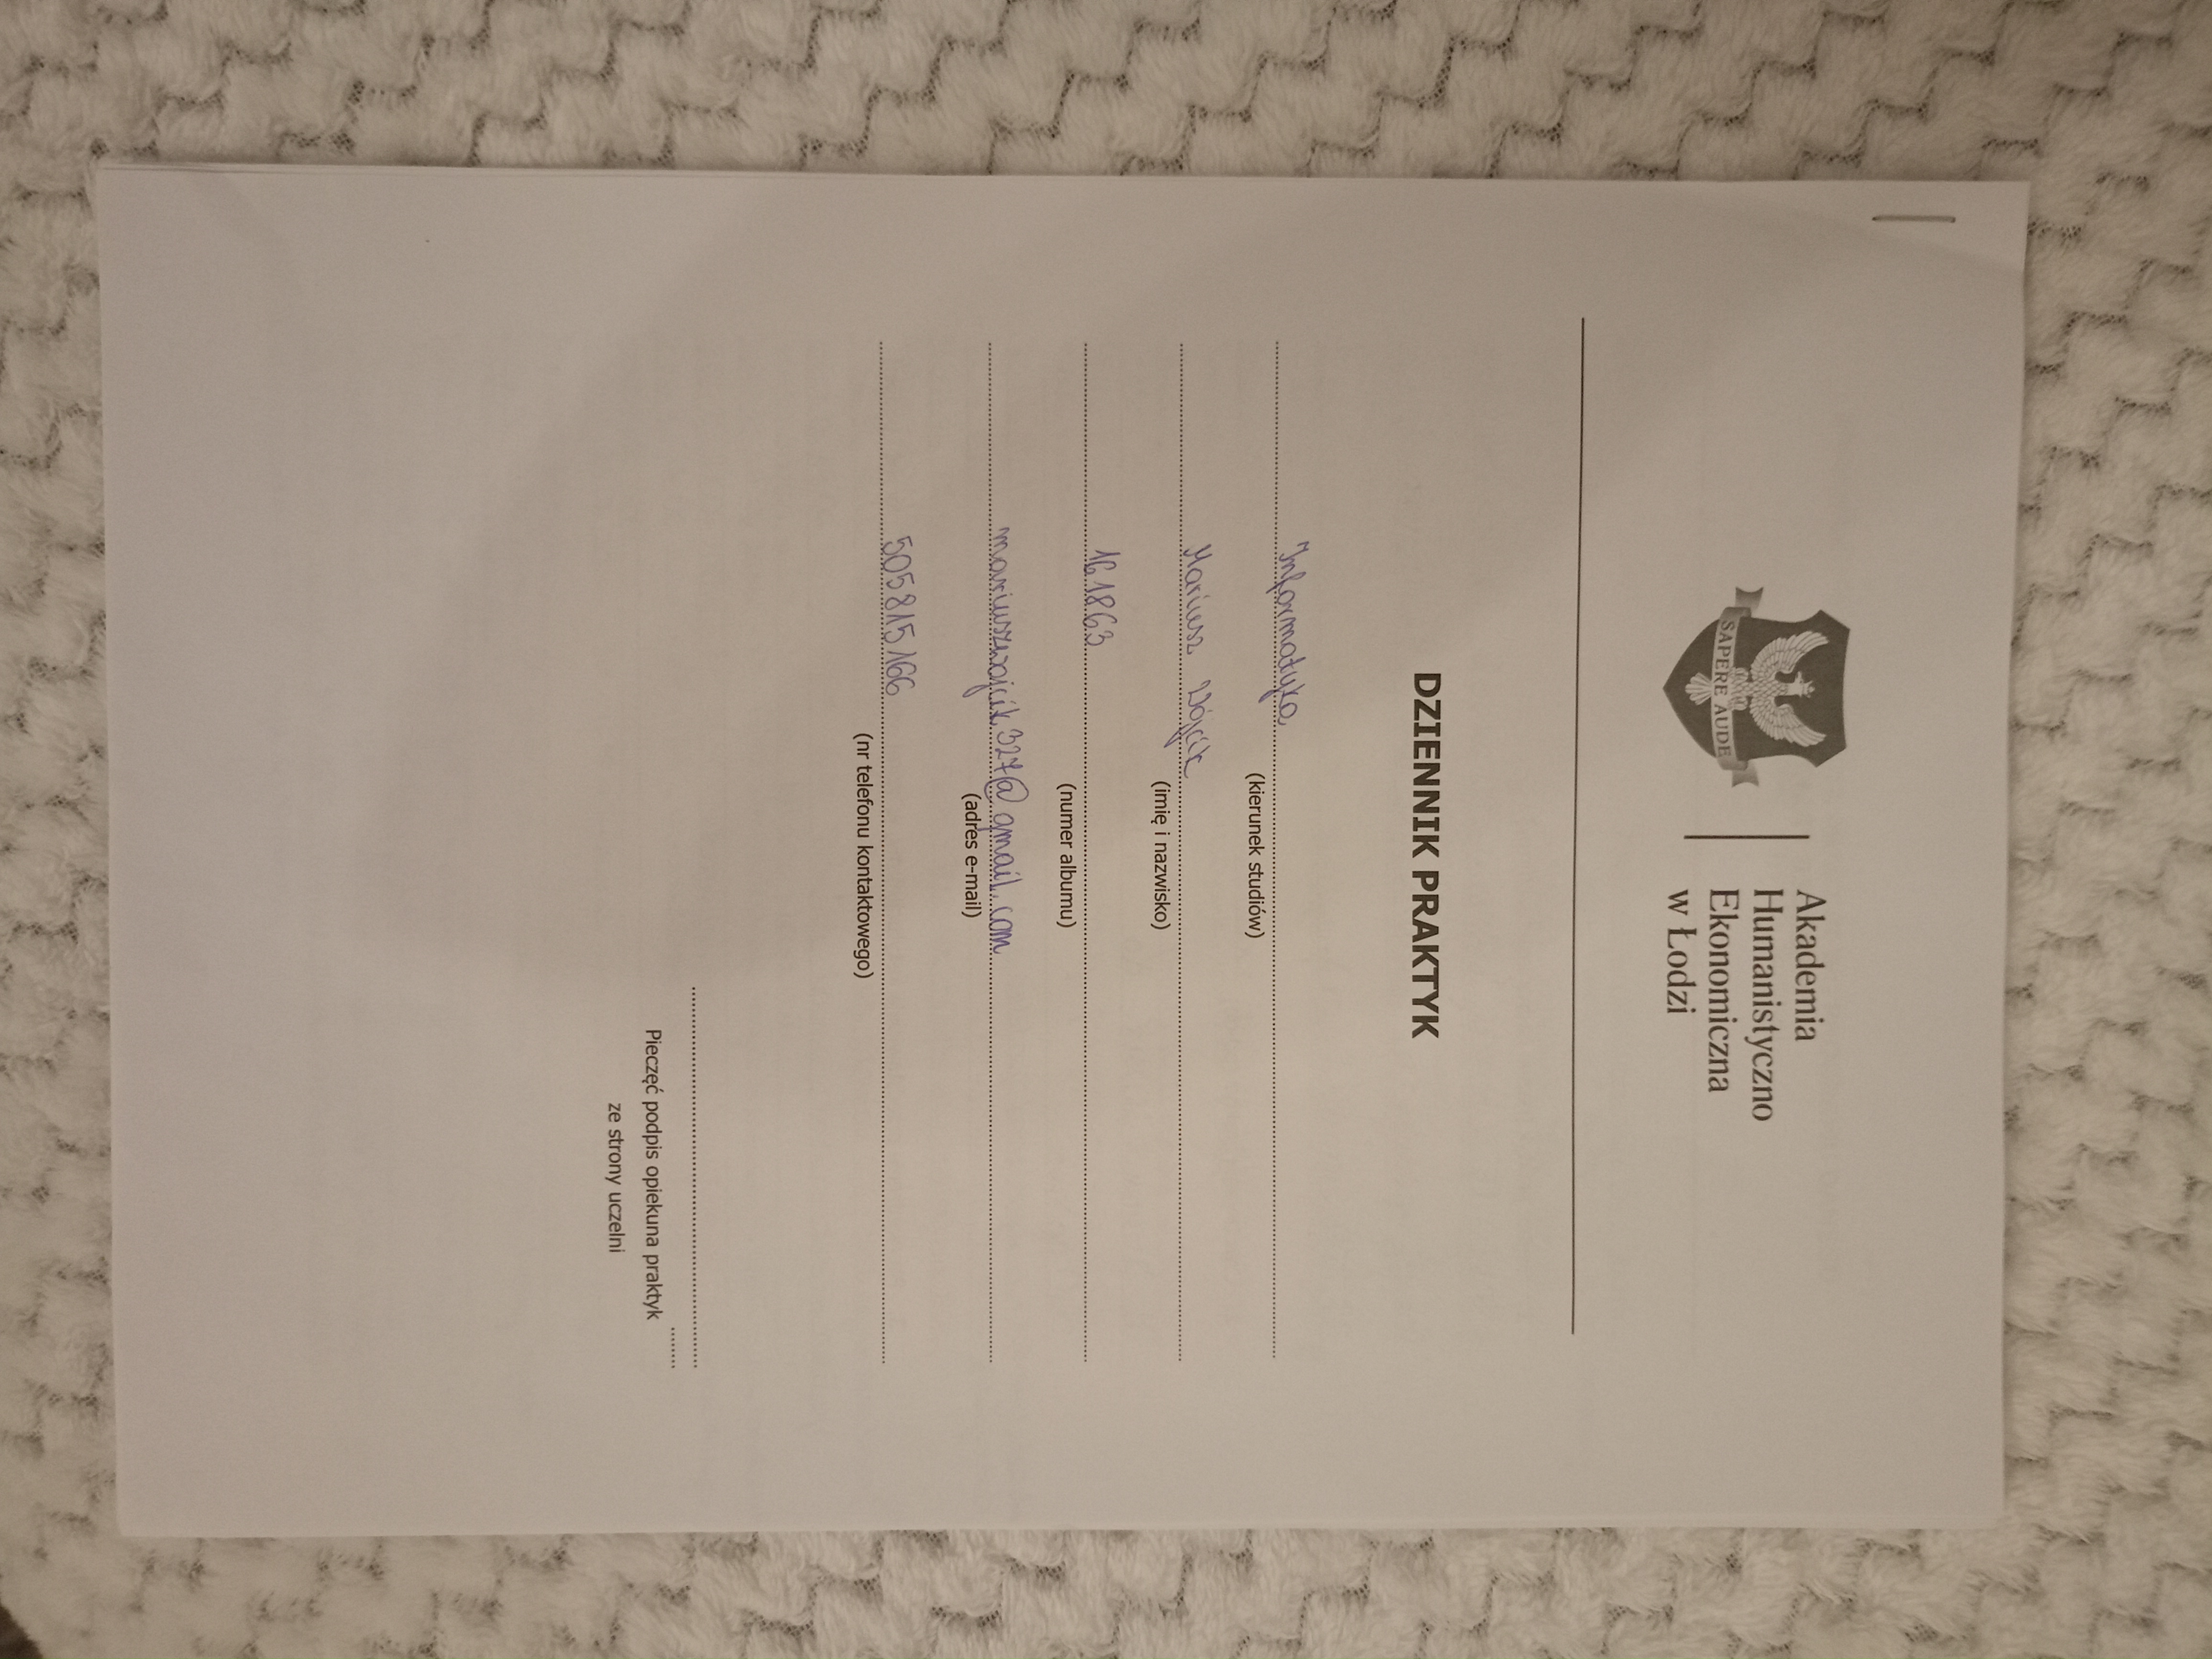 SAPERE AUDE
Akademia
Humanistyczno
Ekonomiczna
w Łodzi
DZIENNIK PRAKTYK
Informatyka
(kierunek studiów)
Mariusz Wójcik
(imię i nazwisko)
161863
(numer albumu)
mariuszwojcik327@gmail.com
(adres e-mail)
505815166
(nr telefonu kontaktowego)
Pieczęć podpis opiekuna praktyk
ze strony uczelni